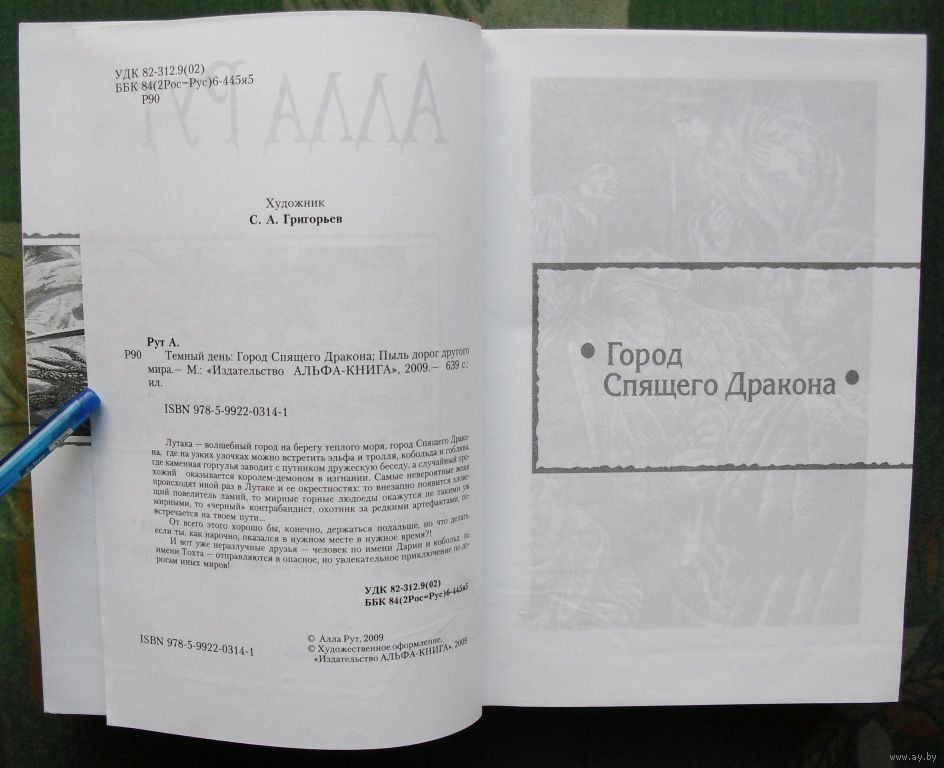 УДК 82-312.9(02)
ББК 84(2Рос=Рус)6-445я5
Р90
АЛЛА РУТ
Художник
С. А. Григорьев
Рут А.
Р90 Темный день: Город Спящего Дракона; Пыль дорог другого
мира.— М.: «Издательство АЛЬФА-КНИГА», 2009.— 639 с.:
ил.
ISBN 978-5-9922-0314-1
Лутака — волшебный город на берегу теплого моря, город Спящего Драко-
на, где на узких улочках можно встретить эльфа и тролля, кобольда и гоблина,
где каменная горгулья заводит с путником дружескую беседу, а случайный про-
хожий оказывается королем-демоном в изгнании. Самые невероятные вещи
происходят иной раз в Лутаке и ее окрестностях: то внезапно появится злове-
щий повелитель ламий, то мирные горные людоеды окажутся не такими уж
мирными, то «черный» контрабандист, охотник за редкими артефактами, по-
встречается на твоем пути...
От всего этого хорошо бы, конечно, держаться подальше, но что делать,
если ты, как нарочно, оказался в нужном месте в нужное время?!
И вот уже неразлучные друзья — человек по имени Дарин и кобольд по
имени Тохта — отправляются в опасное, но увлекательное приключение по до-
рогам иных миров!
УДК 82-312.9(02)
ББК 84(2Рос=Рус)6-445я5
ISBN 978-5-9922-0314-1
© Алла Рут, 2009
© Художественное оформление,
«Издательство АЛЬФА-КНИГА», 2009
• Город
Спящего Дракона •
www.ay.by